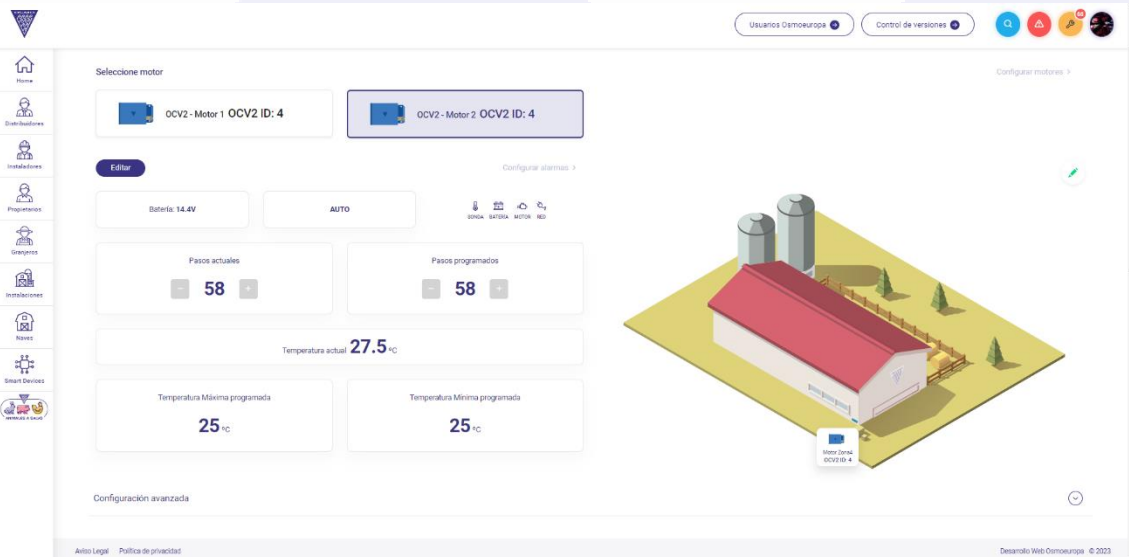 Usuarios Osmoeuropa
Control de versiones
Home
Distribuidores
Instaladores
Propietarios
Granjeros
Instalaciones
Naves
Smart Devices
ANIMALES Y SALUD
Seleccione motor
Configurar motores >
OCV2 - Motor 1 OCV2 ID: 4
OCV2 - Motor 2 OCV2 ID: 4
Editar
Configurar alarmas >
Batería: 14.4V
AUTO
SONDA BATERÍA MOTOR RED
Pasos actuales
- 58 +
Pasos programados
- 58 +
Temperatura actual 27.5 ºC
Temperatura Máxima programada
25 ºC
Temperatura Mínima programada
25 ºC
Motor Zona4
OCV2 ID: 4
Configuración avanzada
Aviso Legal Política de privacidad
Desarrollo Web Osmoeuropa © 2023